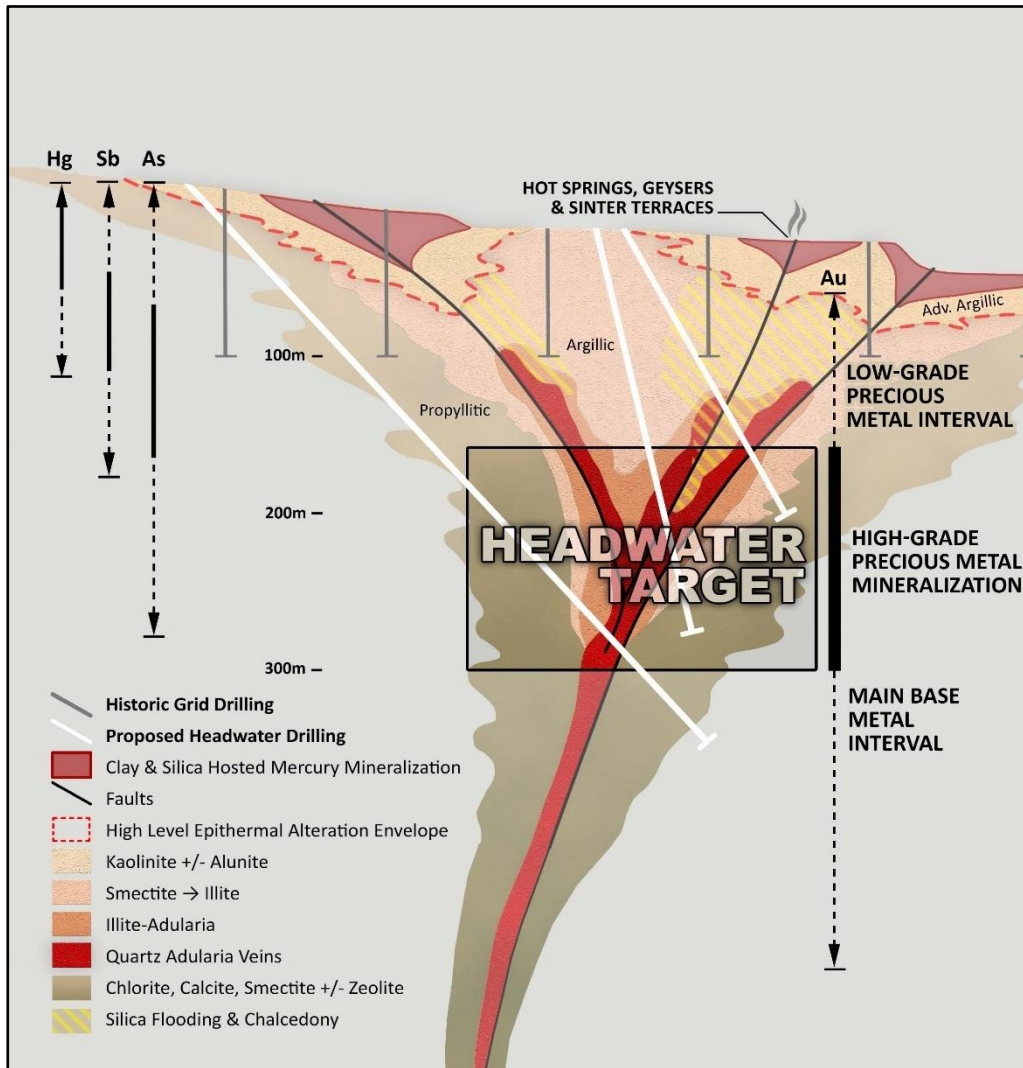 Hg Sb As
HOT SPRINGS, GEYSERS
& SINTER TERRACES
Au
Adv. Argillic
100m
Argillic
Propyllitic
LOW-GRADE
PRECIOUS
METAL INTERVAL
200m
HEADWATER
TARGET
HIGH-GRADE
PRECIOUS METAL
MINERALIZATION
300m
MAIN BASE
METAL
INTERVAL
Historic Grid Drilling
Proposed Headwater Drilling
Clay & Silica Hosted Mercury Mineralization
Faults
High Level Epithermal Alteration Envelope
Kaolinite +/- Alunite
Smectite → Illite
Illite-Adularia
Quartz Adularia Veins
Chlorite, Calcite, Smectite +/- Zeolite
Silica Flooding & Chalcedony